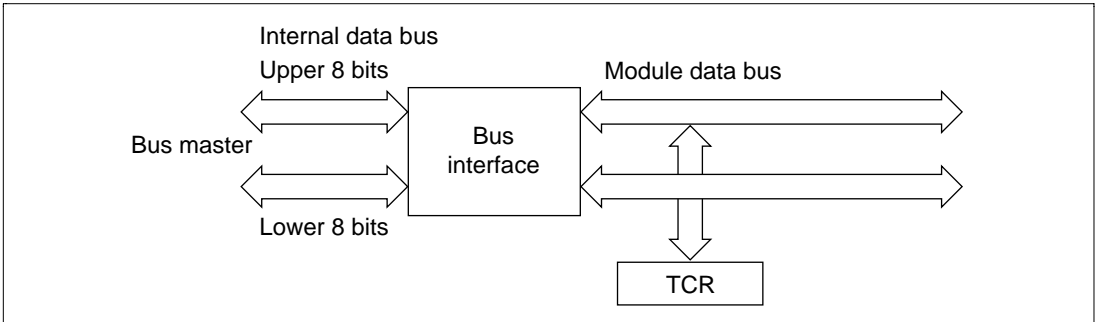 Internal data bus
Upper 8 bits
Module data bus
Bus master
Bus
interface
Lower 8 bits
TCR